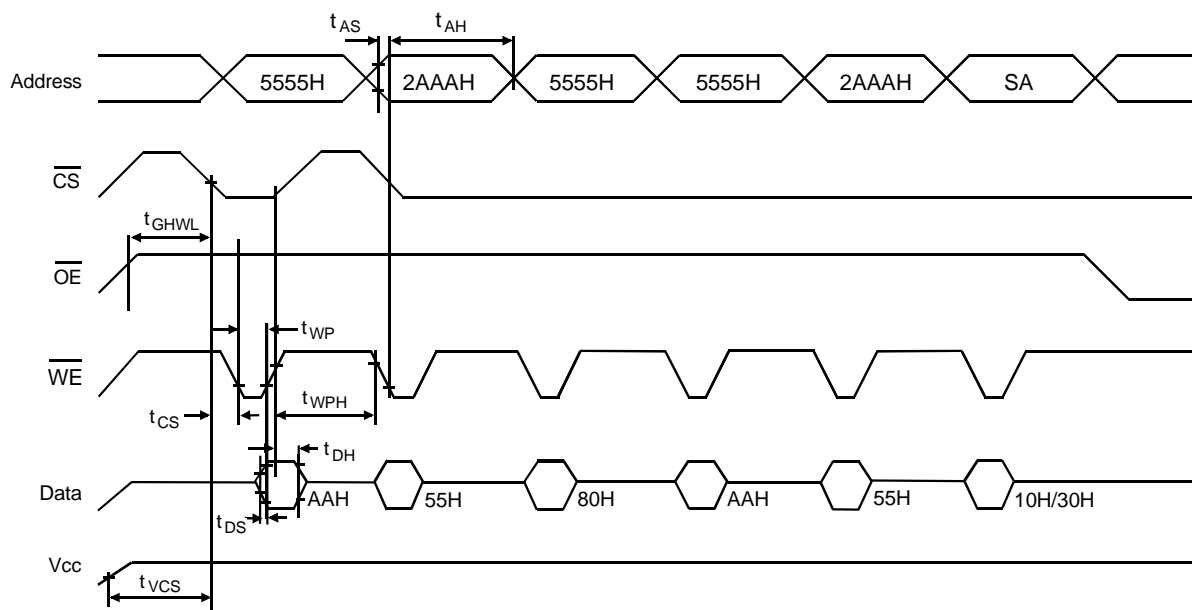 tAS tAH
Address 5555H 2AAAH 5555H 5555H 2AAAH SA
CS
tGHWL
OE
tWP
WE
tCS tWPH
tDH
Data AAH 55H 80H AAH 55H 10H/30H
tDS
Vcc
tVCS